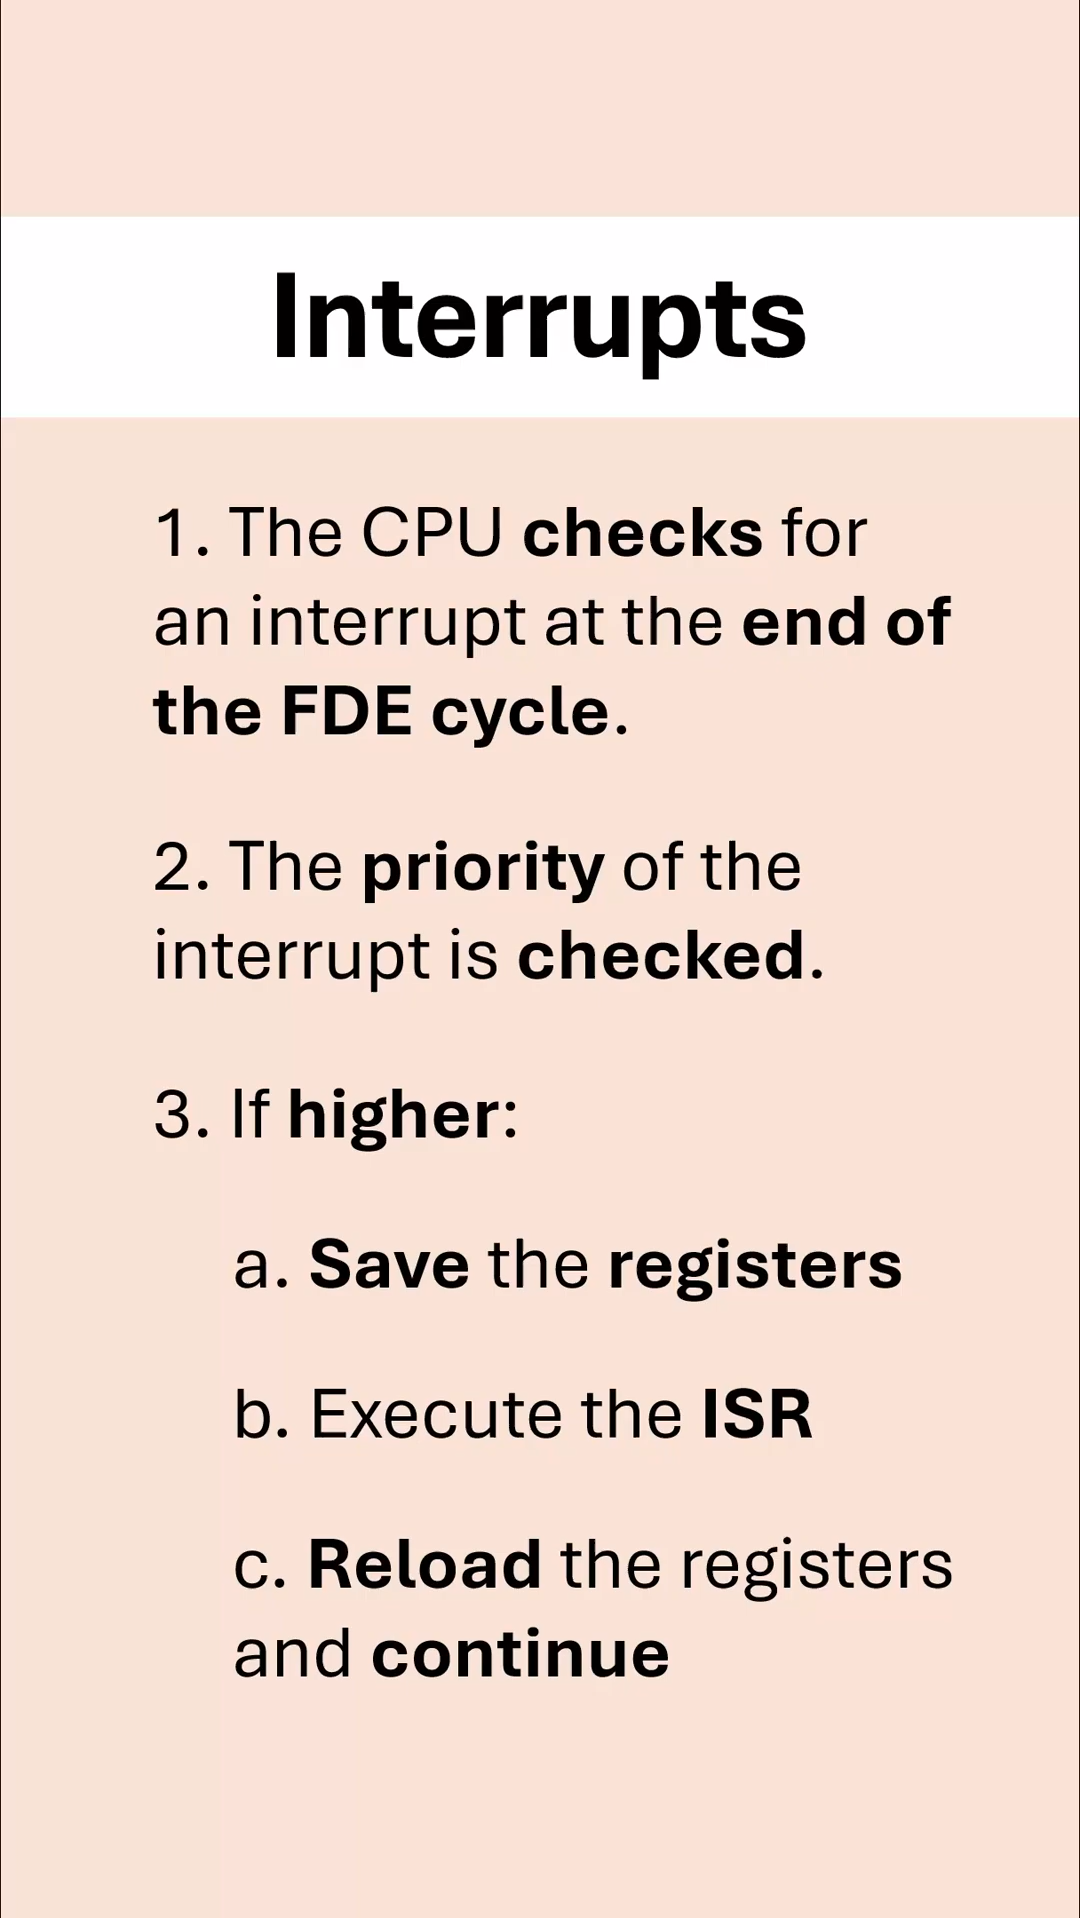 Interrupts
1. The CPU checks for
an interrupt at the end of
the FDE cycle.
2. The priority of the
interrupt is checked.
3. If higher:
a. Save the registers
b. Execute the ISR
c. Reload the registers
and continue